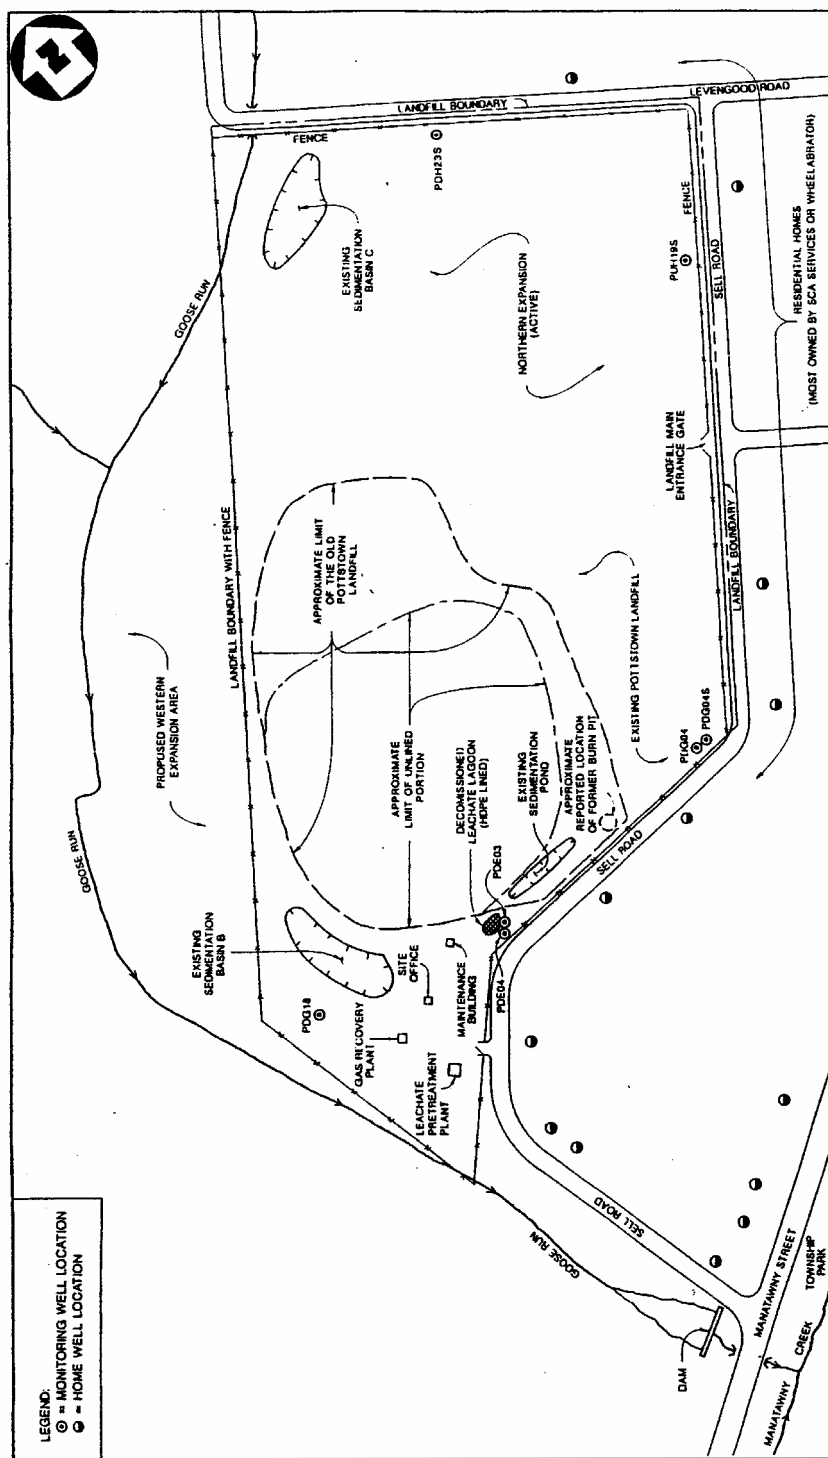 N
LEGEND:
= MONITORING WELL LOCATION
= HOME WELL LOCATION
GOOSE RUN
GOOSE RUN
GOOSE RUN
PROPOSED WESTERN
EXPANSION AREA
LANDFILL BOUNDARY WITH FENCE
EXISTING
SEDIMENTATION
BASIN B
EXISTING
SEDIMENTATION
BASIN C
FENCE
LANDFILL BOUNDARY
LEVENGOOD ROAD
PDG18
GAS RECOVERY
PLANT
SITE
OFFICE
LEACHATE
PRETREATMENT
PLANT
MAINTENANCE
BUILDING
APPROXIMATE LIMIT
OF THE OLD
POTTSTOWN
LANDFILL
APPROXIMATE
LIMIT OF UNLINED
PORTION
DECOMISSIONED
LEACHATE LAGOON
(HDPE LINED)
PDE03
PDE04
EXISTING
SEDIMENTATION
POND
APPROXIMATE
REPORTED LOCATION
OF FORMER BURN PIT
PDH23S
NORTHERN EXPANSION
(ACTIVE)
EXISTING POTTSTOWN LANDFILL
PUH19S
FENCE
SELL ROAD
LANDFILL MAIN
ENTRANCE GATE
PDG04
PDG04S
LANDFILL BOUNDARY
SELL ROAD
SELL ROAD
RESIDENTIAL HOMES
(MOST OWNED BY SCA SERVICES OR WHEELABRATOR)
DAM
MANATAWNY STREET
MANATAWNY CREEK
TOWNSHIP
PARK